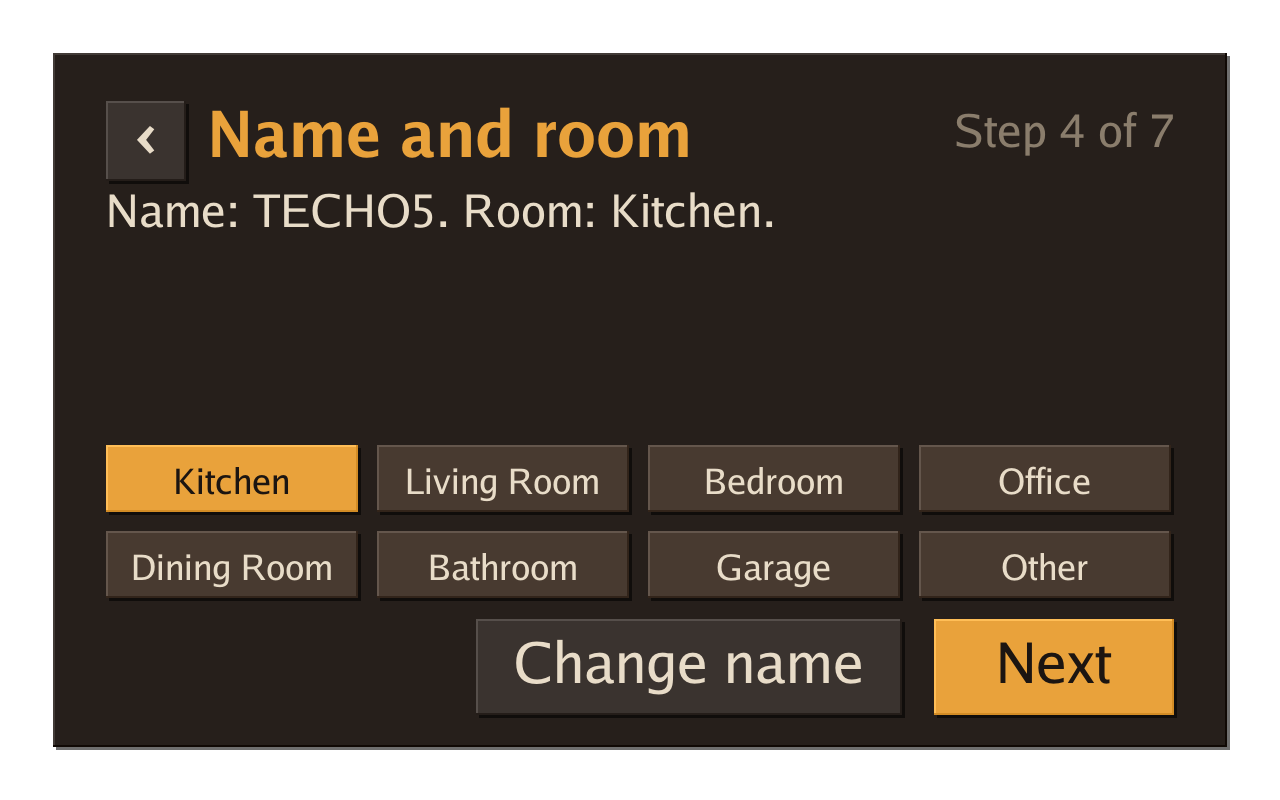 Name and room
Step 4 of 7
Name: TECHO5. Room: Kitchen.
Kitchen
Living Room
Bedroom
Office
Dining Room
Bathroom
Garage
Other
Change name
Next